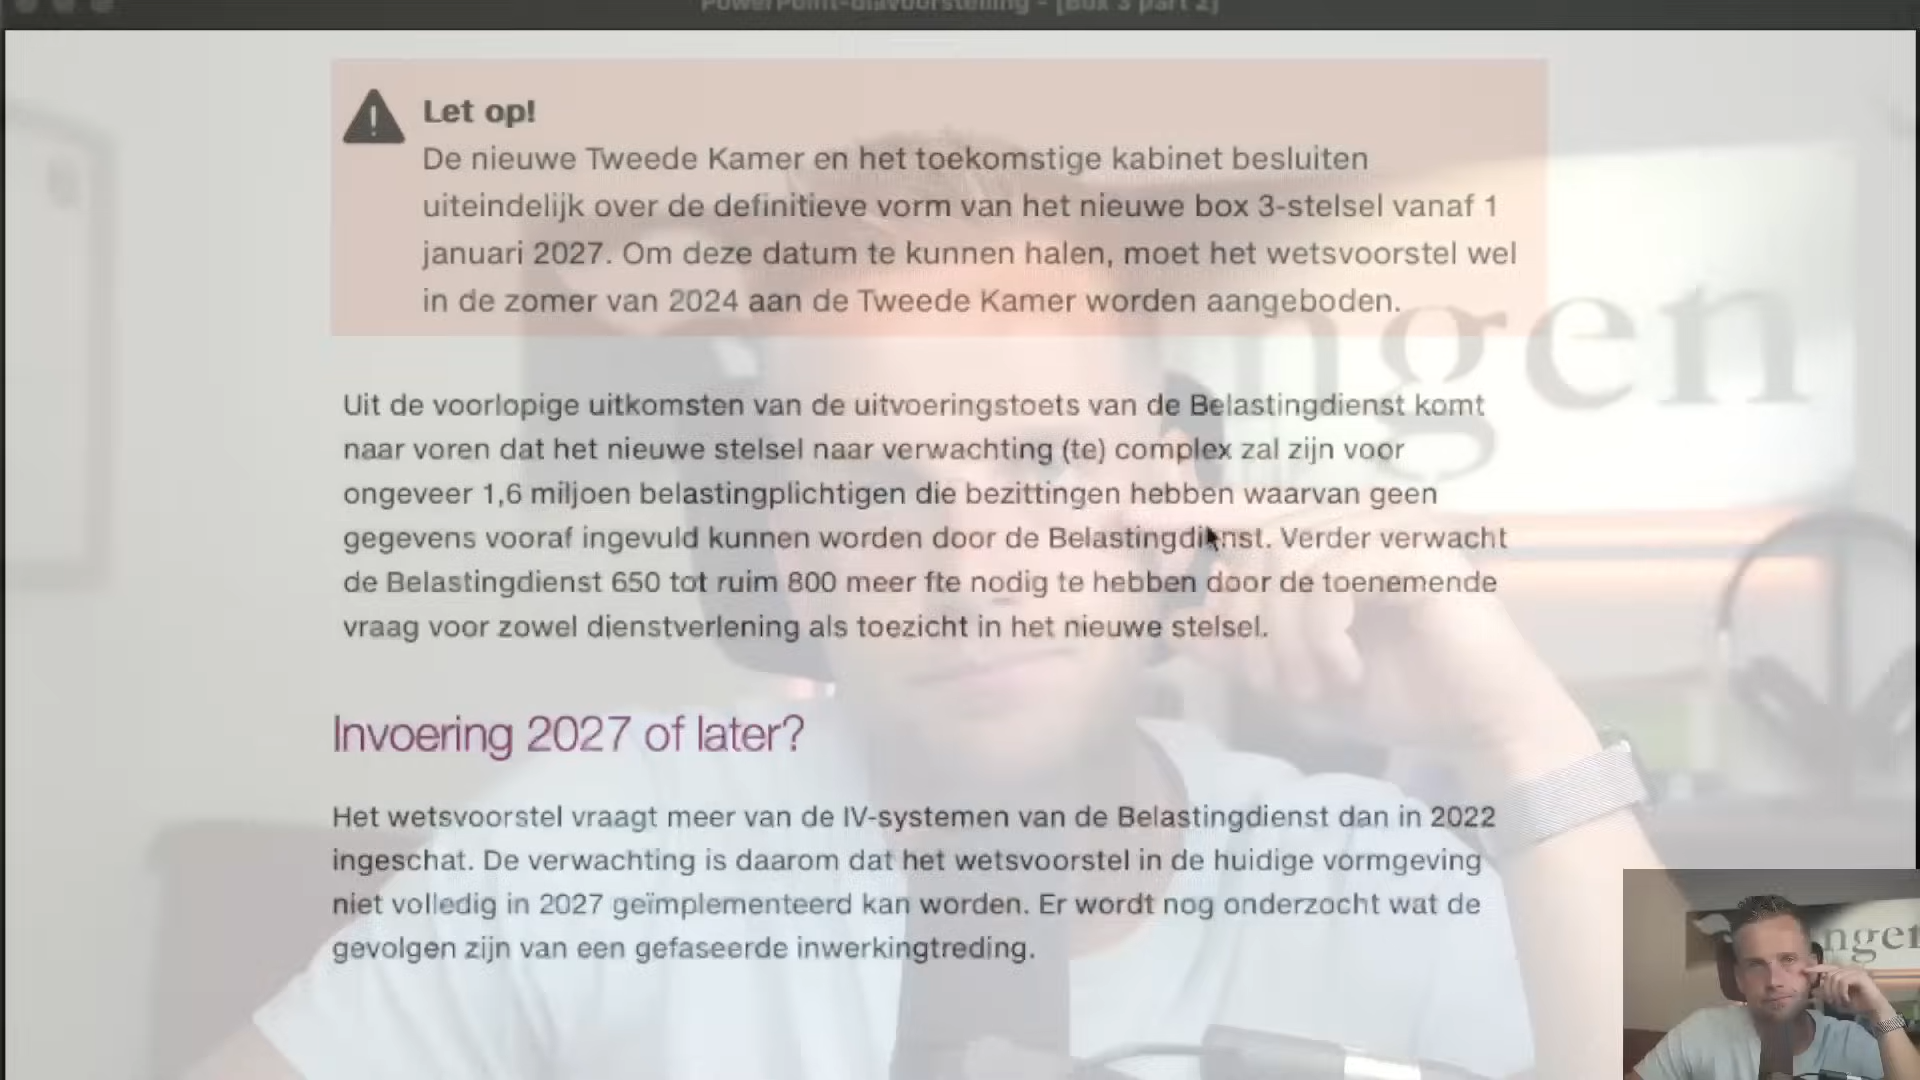 PowerPoint-diavoorstelling - [Box 3 part 2]
Let op!
De nieuwe Tweede Kamer en het toekomstige kabinet besluiten
uiteindelijk over de definitieve vorm van het nieuwe box 3-stelsel vanaf 1
januari 2027. Om deze datum te kunnen halen, moet het wetsvoorstel wel
in de zomer van 2024 aan de Tweede Kamer worden aangeboden.
ngen
Uit de voorlopige uitkomsten van de uitvoeringstoets van de Belastingdienst komt
naar voren dat het nieuwe stelsel naar verwachting (te) complex zal zijn voor
ongeveer 1,6 miljoen belastingplichtigen die bezittingen hebben waarvan geen
gegevens vooraf ingevuld kunnen worden door de Belastingdienst. Verder verwacht
de Belastingdienst 650 tot ruim 800 meer fte nodig te hebben door de toenemende
vraag voor zowel dienstverlening als toezicht in het nieuwe stelsel.
Invoering 2027 of later?
Het wetsvoorstel vraagt meer van de IV-systemen van de Belastingdienst dan in 2022
ingeschat. De verwachting is daarom dat het wetsvoorstel in de huidige vormgeving
niet volledig in 2027 geïmplementeerd kan worden. Er wordt nog onderzocht wat de
gevolgen zijn van een gefaseerde inwerkingtreding.
ngen